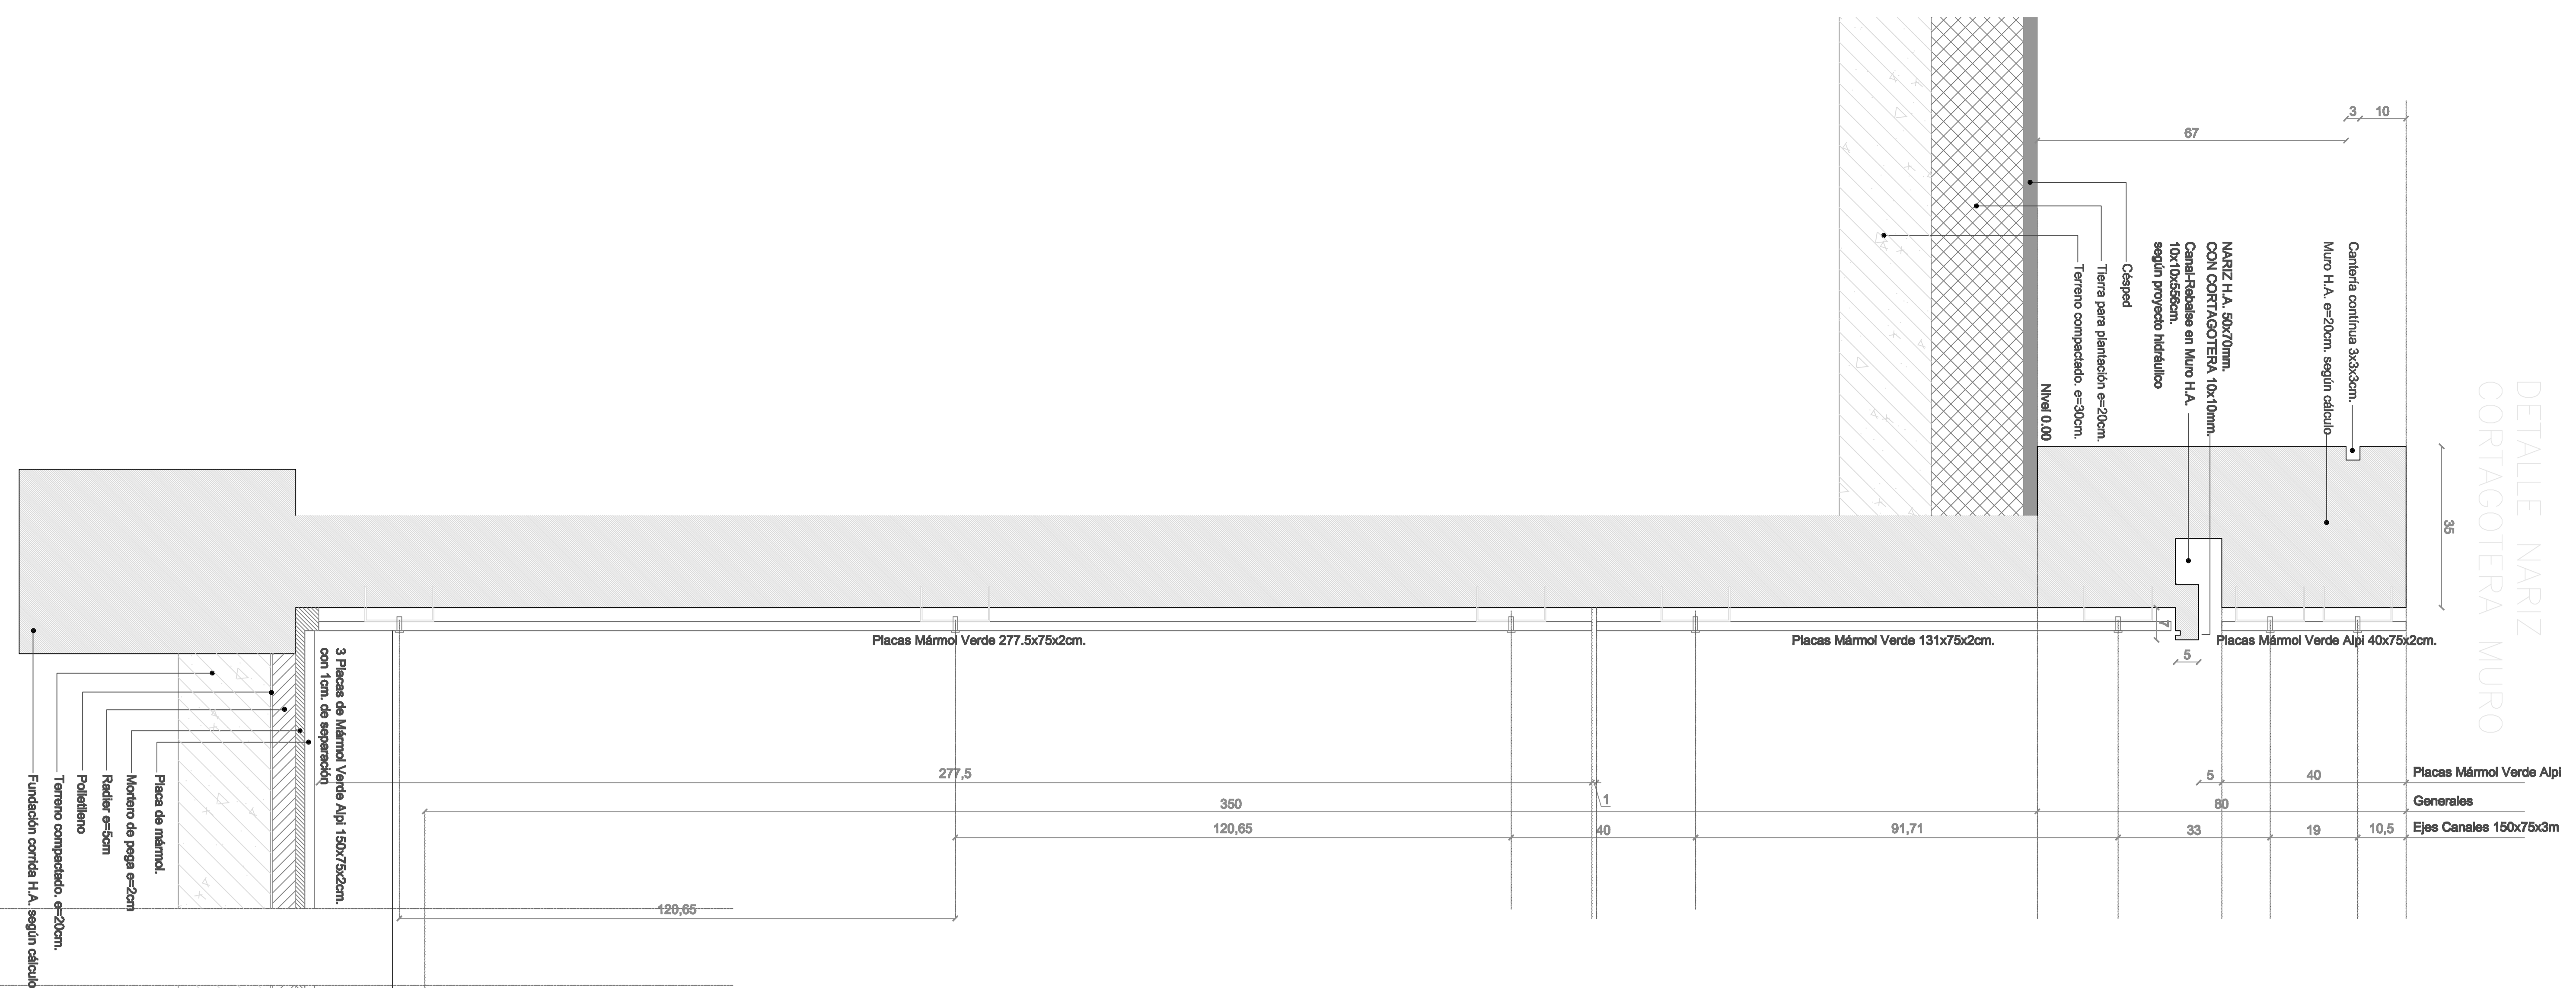 DETALLE NARIZ
CORTAGOTERA MURO
3
10
67
35
Cantería contínua 3x3x3cm.
Muro H.A. e=20cm. según cálculo
NARIZ H.A. 50x70mm.
CON CORTAGOTERA 10x10mm.
Canal-Rebalse en Muro H.A.
10x10x556cm.
según proyecto hidráulico
Césped
Tierra para plantación e=20cm.
Terreno compactado. e=30cm.
Nivel 0.00
Placas Mármol Verde 277.5x75x2cm.
Placas Mármol Verde 131x75x2cm.
Placas Mármol Verde Alpi 40x75x2cm.
7
5
3 Placas de Mármol Verde Alpi 150x75x2cm.
con 1cm. de separación
Placa de mármol.
Mortero de pega e=2cm
Radier e=5cm
Polietileno
Terreno compactado. e=20cm.
Fundación corrida H.A. según cálculo
277,5
1
5
40
Placas Mármol Verde Alpi
350
80
Generales
120,65
40
91,71
33
19
10,5
Ejes Canales 150x75x3m
120,65